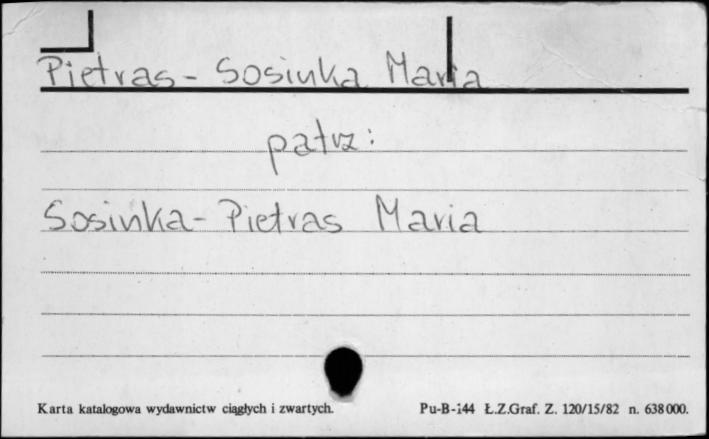 Pietras-Sosinka Maria
patrz:
Sosinka-Pietras Maria
Karta katalogowa wydawnictw ciągłych i zwartych. Pu-B-144 Ł.Z.Graf. Z. 120/15/82 n. 638000.